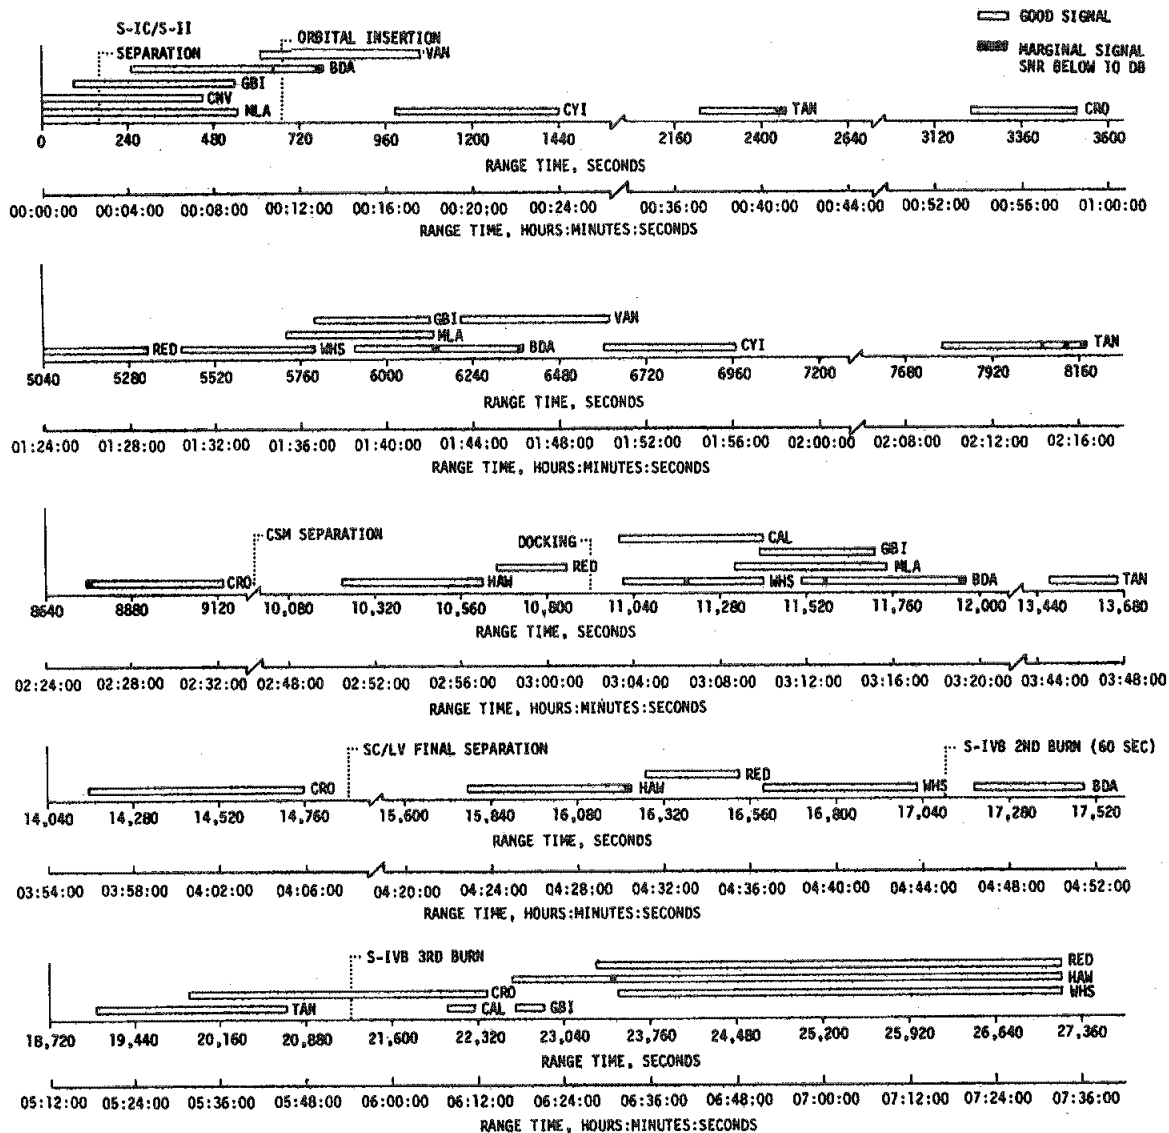 S-IC/S-II
SEPARATION
ORBITAL INSERTION
GOOD SIGNAL
MARGINAL SIGNAL
SNR BELOW TO DB
VAN
BDA
GBI
CNV
MLA
CYI
TAN
CRO
0 240 480 720 960 1200 1440 2160 2400 2640 3120 3360 3600
RANGE TIME, SECONDS
00:00:00 00:04:00 00:08:00 00:12:00 00:16:00 00:20:00 00:24:00 00:36:00 00:40:00 00:44:00 00:52:00 00:56:00 01:00:00
RANGE TIME, HOURS:MINUTES:SECONDS
GBI VAN
MLA
RED WHS BDA CYI TAN
5040 5280 5520 5760 6000 6240 6480 6720 6960 7200 7680 7920 8160
RANGE TIME, SECONDS
01:24:00 01:28:00 01:32:00 01:36:00 01:40:00 01:44:00 01:48:00 01:52:00 01:56:00 02:00:00 02:08:00 02:12:00 02:16:00
RANGE TIME, HOURS:MINUTES:SECONDS
CSM SEPARATION DOCKING CAL
GBI
RED MLA
CRO HAW WHS BDA TAN
8640 8880 9120 10,080 10,320 10,560 10,800 11,040 11,280 11,520 11,760 12,000 13,440 13,680
RANGE TIME, SECONDS
02:24:00 02:28:00 02:32:00 02:48:00 02:52:00 02:56:00 03:00:00 03:04:00 03:08:00 03:12:00 03:16:00 03:20:00 03:44:00 03:48:00
RANGE TIME, HOURS:MINUTES:SECONDS
SC/LV FINAL SEPARATION S-IVB 2ND BURN (60 SEC)
RED
CRO HAW WHS BDA
14,040 14,280 14,520 14,760 15,600 15,840 16,080 16,320 16,560 16,800 17,040 17,280 17,520
RANGE TIME, SECONDS
03:54:00 03:58:00 04:02:00 04:06:00 04:20:00 04:24:00 04:28:00 04:32:00 04:36:00 04:40:00 04:44:00 04:48:00 04:52:00
RANGE TIME, HOURS:MINUTES:SECONDS
S-IVB 3RD BURN RED
HAW
CRO WHS
TAN CAL GBI
18,720 19,440 20,160 20,880 21,600 22,320 23,040 23,760 24,480 25,200 25,920 26,640 27,360
RANGE TIME, SECONDS
05:12:00 05:24:00 05:36:00 05:48:00 06:00:00 06:12:00 06:24:00 06:36:00 06:48:00 07:00:00 07:12:00 07:24:00 07:36:00
RANGE TIME, HOURS:MINUTES:SECONDS